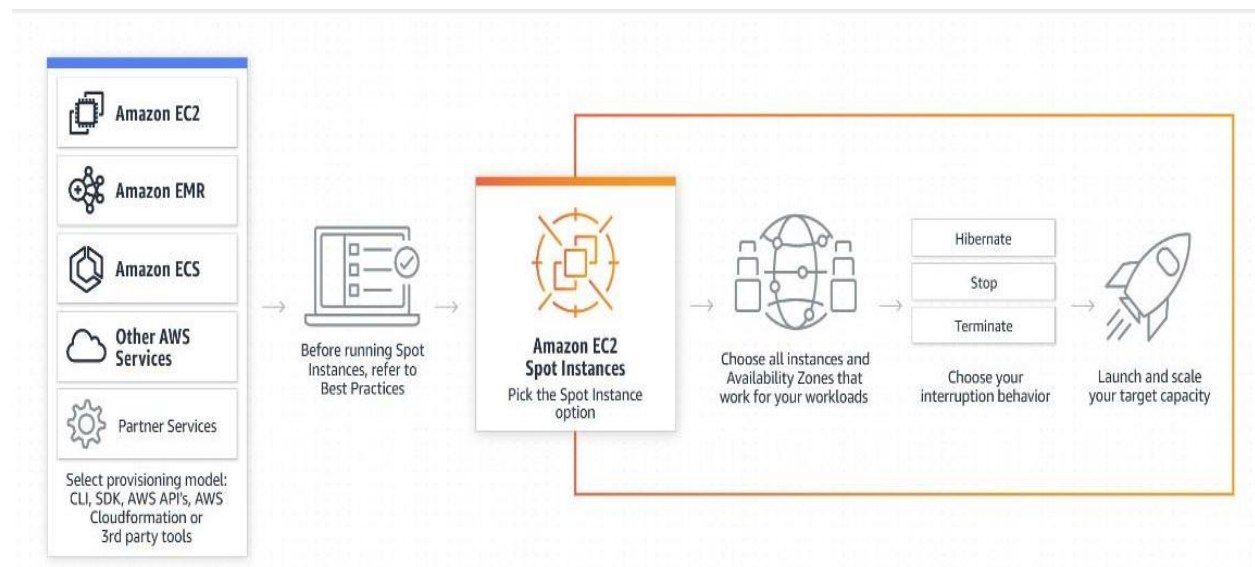 Amazon EC2
Amazon EMR
Amazon ECS
Other AWS
Services
Partner Services
Select provisioning model:
CLI, SDK, AWS API's, AWS
Cloudformation or
3rd party tools
Before running Spot
Instances, refer to
Best Practices
Amazon EC2
Spot Instances
Pick the Spot Instance
option
Choose all instances and
Availability Zones that
work for your workloads
Hibernate
Stop
Terminate
Choose your
interruption behavior
Launch and scale
your target capacity